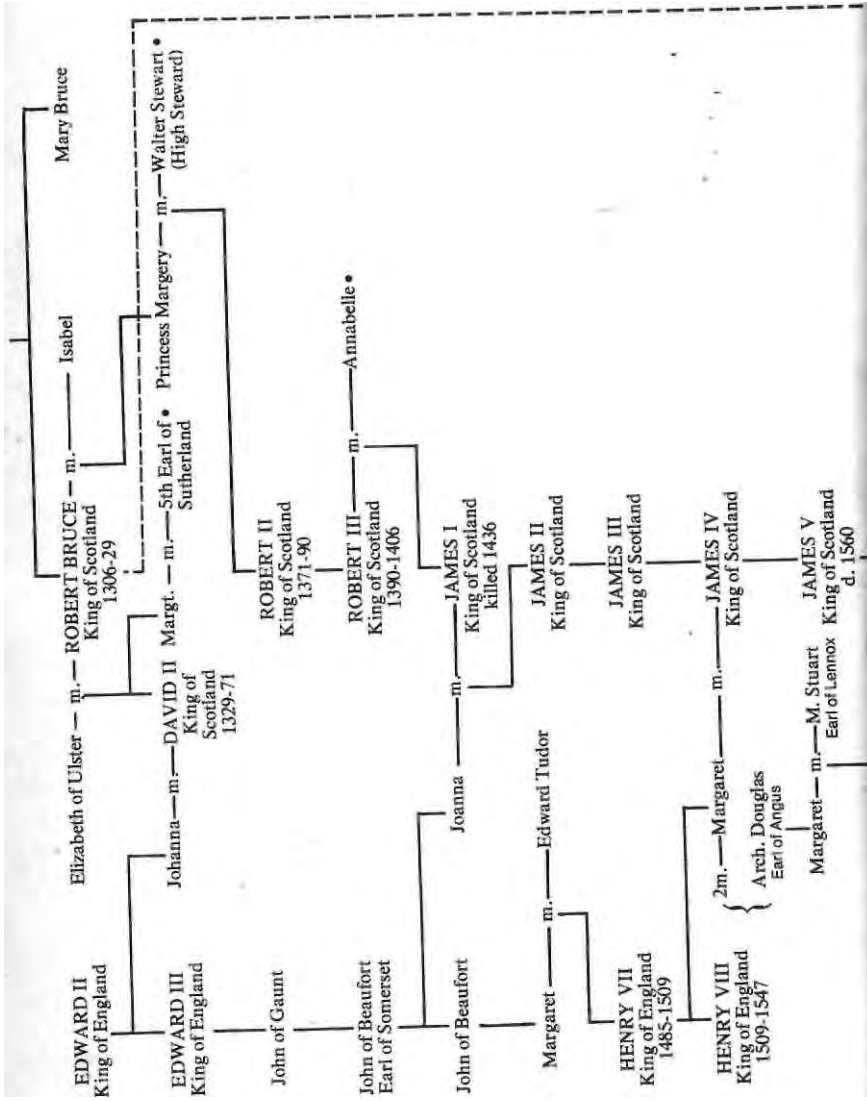 EDWARD II
King of England
Elizabeth of Ulster — m. — ROBERT BRUCE — m. — Isabel
King of Scotland
1306-29
Mary Bruce
EDWARD III
King of England
Johanna — m. — DAVID II
King of
Scotland
1329-71
Margt. — m. — 5th Earl of •
Sutherland
Princess Margery — m. — Walter Stewart •
(High Steward)
John of Gaunt
ROBERT II
King of Scotland
1371-90
John of Beaufort
Earl of Somerset
ROBERT III — m. — Annabelle •
King of Scotland
1390-1406
John of Beaufort
Joanna — m. — JAMES I
King of Scotland
killed 1436
Margaret — m. — Edward Tudor
JAMES II
King of Scotland
HENRY VII
King of England
1485-1509
JAMES III
King of Scotland
HENRY VIII
King of England
1509-1547
{ 2m. — Margaret — m. — JAMES IV
King of Scotland
} Arch. Douglas
Earl of Angus
Margaret — m. — M. Stuart
Earl of Lennox
JAMES V
King of Scotland
d. 1560